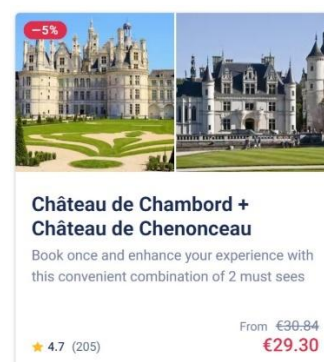 −5%
Château de Chambord +
Château de Chenonceau
Book once and enhance your experience with
this convenient combination of 2 must sees
From €30.84
★ 4.7 (205) €29.30